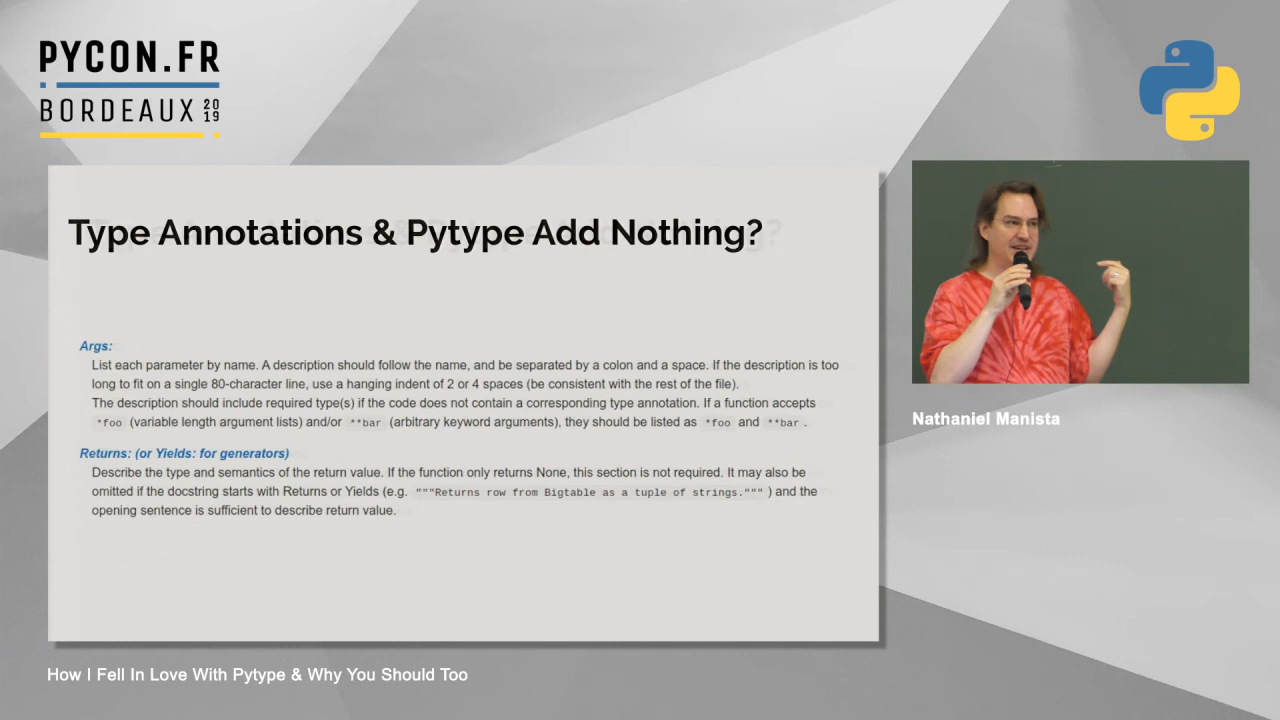 PYCON.FR
BORDEAUX 2019
Type Annotations & Pytype Add Nothing?
Args:
List each parameter by name. A description should follow the name, and be separated by a colon and a space. If the description is too
long to fit on a single 80-character line, use a hanging indent of 2 or 4 spaces (be consistent with the rest of the file).
The description should include required type(s) if the code does not contain a corresponding type annotation. If a function accepts
*foo (variable length argument lists) and/or **bar (arbitrary keyword arguments), they should be listed as *foo and **bar .
Returns: (or Yields: for generators)
Describe the type and semantics of the return value. If the function only returns None, this section is not required. It may also be
omitted if the docstring starts with Returns or Yields (e.g. """Returns row from Bigtable as a tuple of strings.""" ) and the
opening sentence is sufficient to describe return value.
Nathaniel Manista
How I Fell In Love With Pytype & Why You Should Too